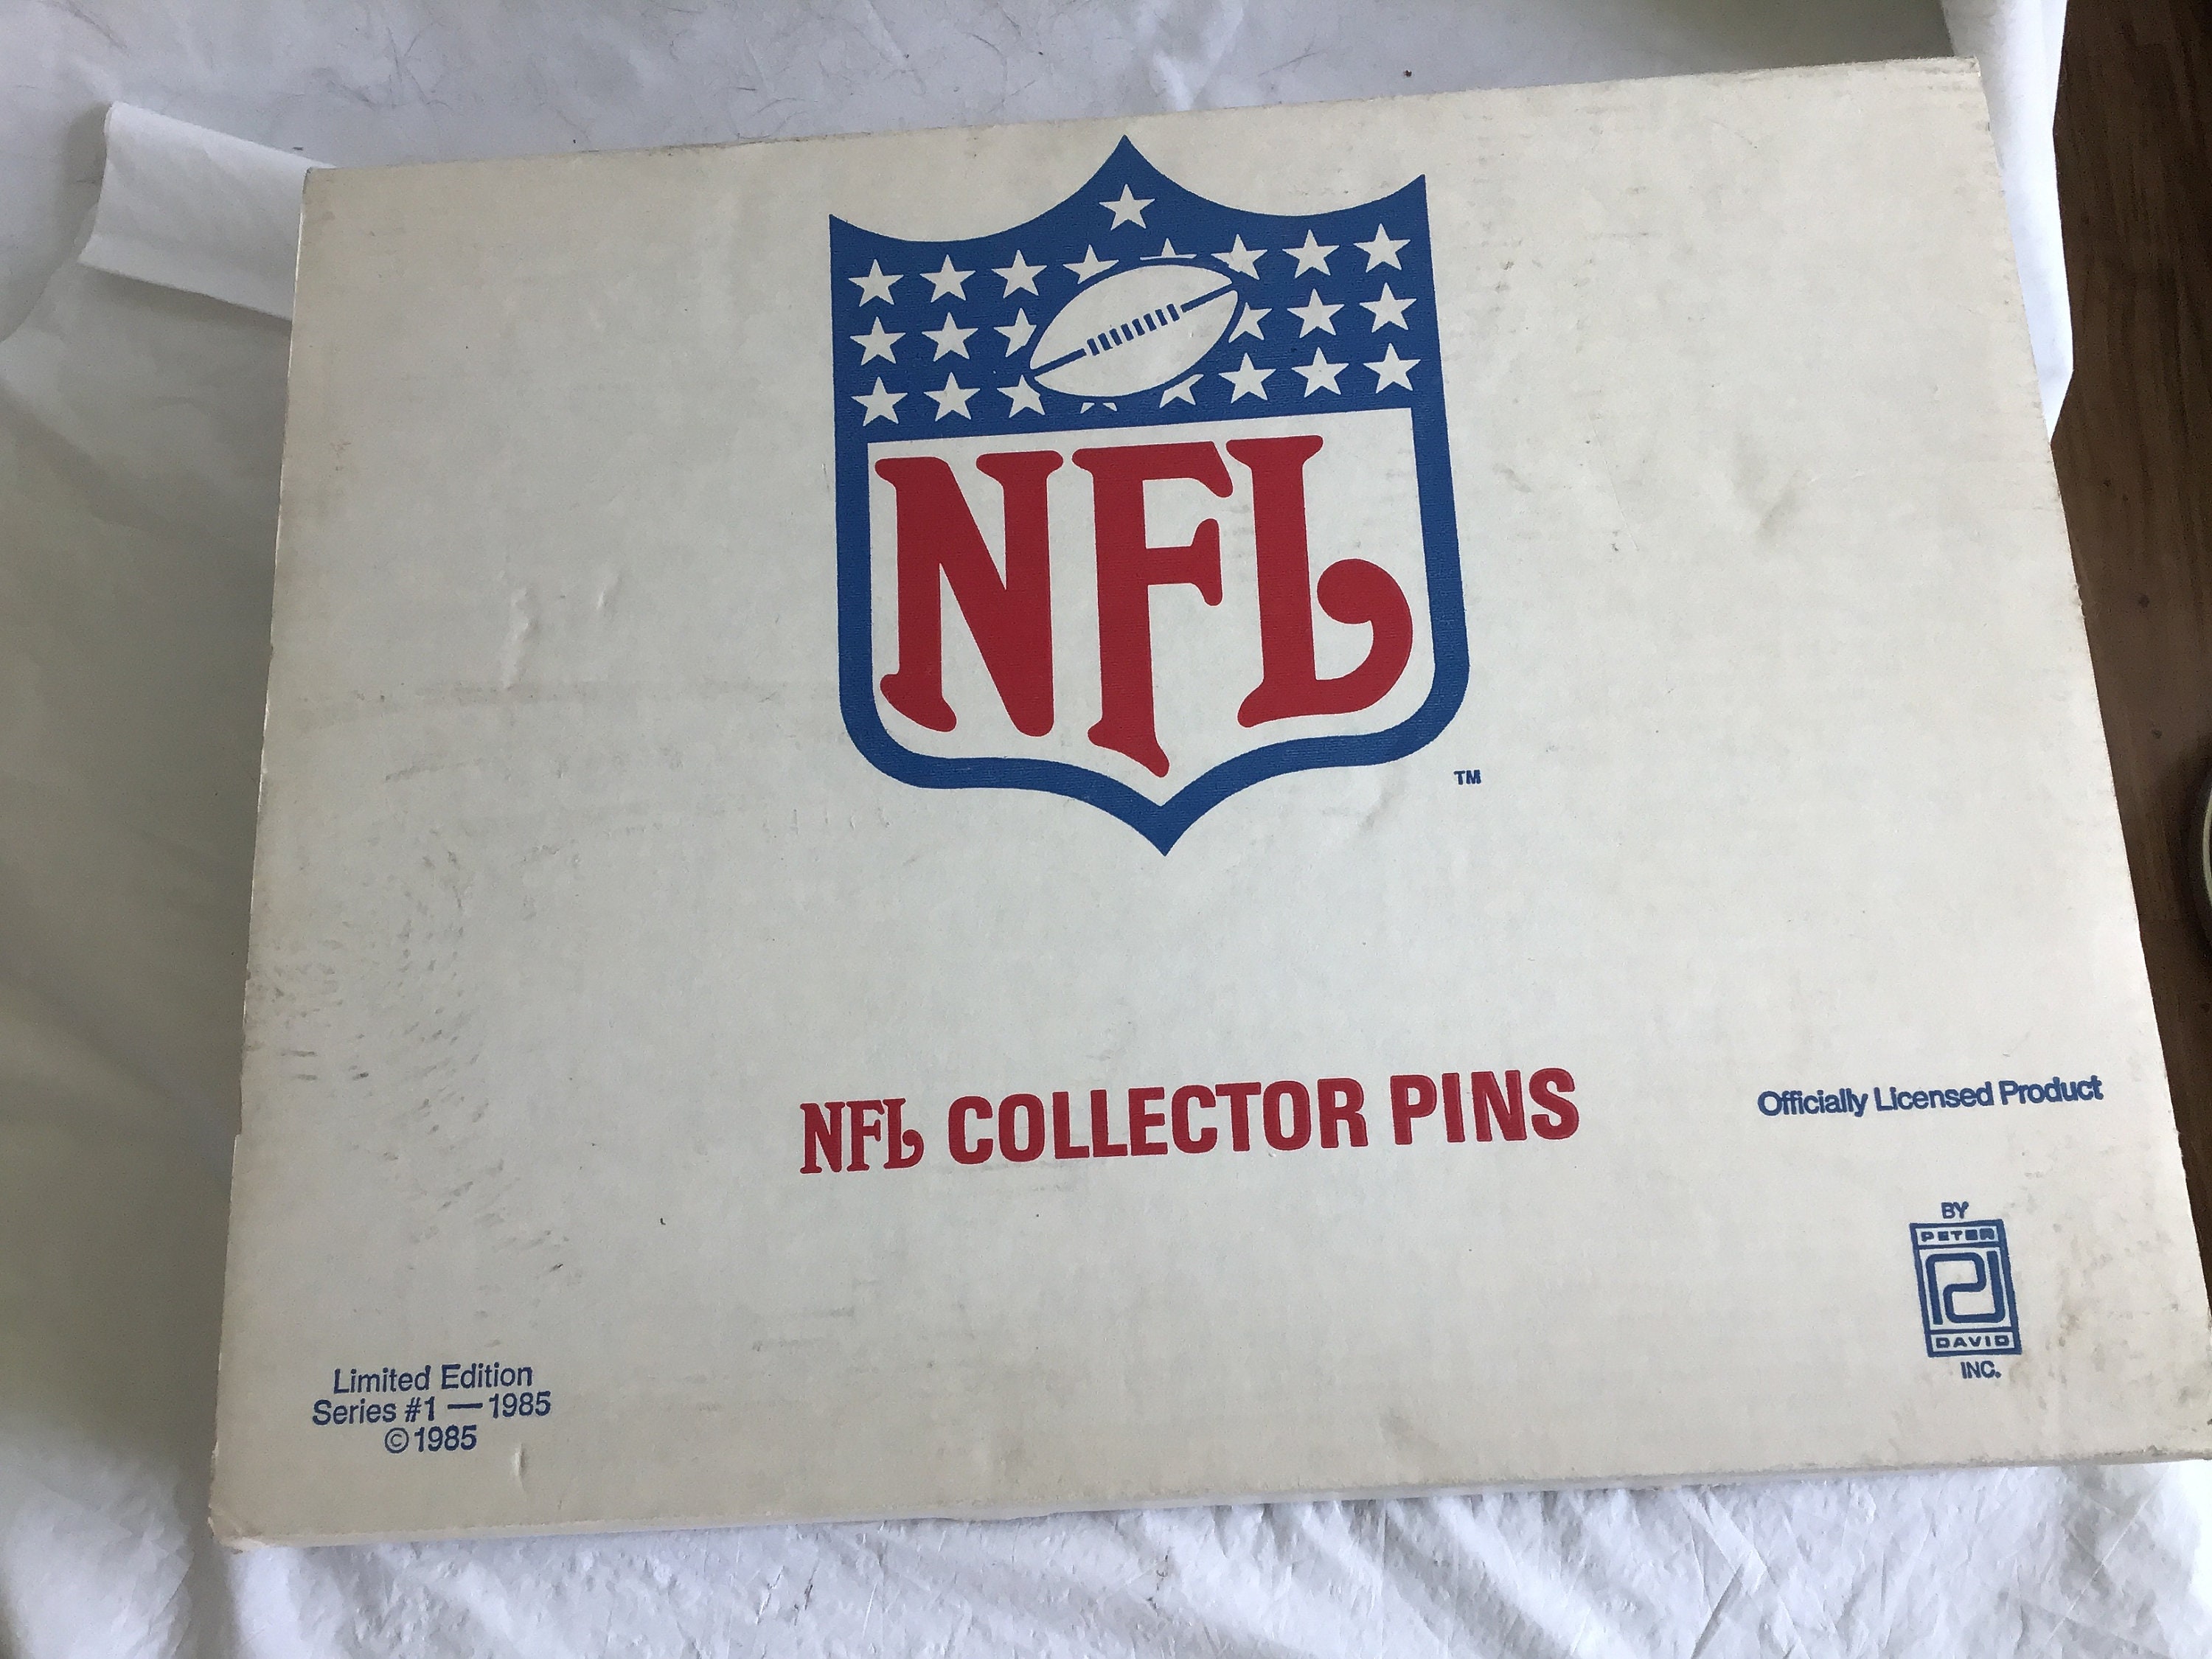 NFL
TM
NFL COLLECTOR PINS
Officially Licensed Product
BY
PETER
DAVID
INC.
Limited Edition
Series #1 — 1985
©1985